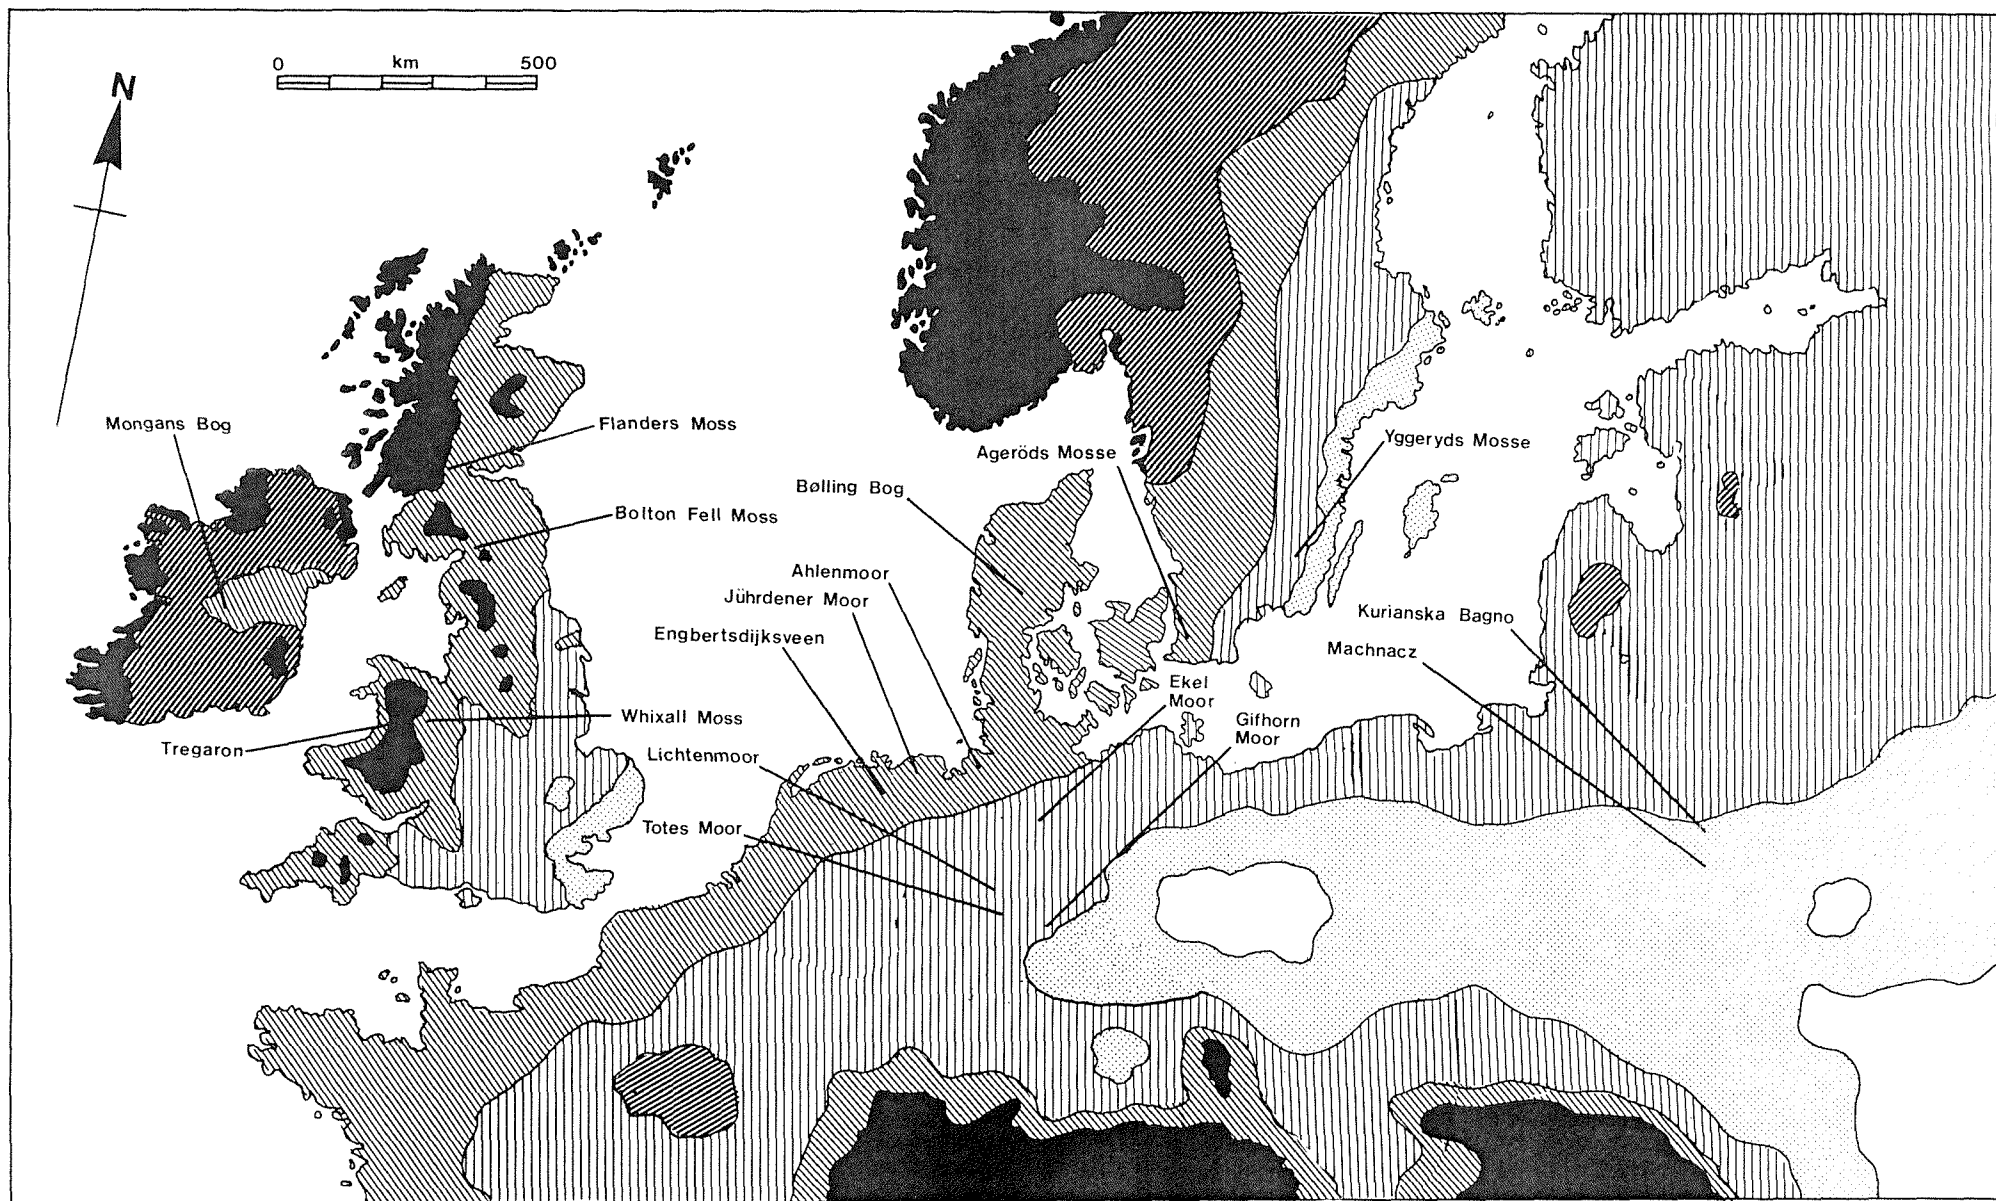 0 km 500
N
Mongans Bog
Flanders Moss
Ageröds Mosse
Yggeryds Mosse
Bølling Bog
Bolton Fell Moss
Ahlenmoor
Jührdener Moor
Engbertsdijksveen
Kurianska Bagno
Machnacz
Ekel
Moor
Whixall Moss
Gifhorn
Moor
Tregaron
Lichtenmoor
Totes Moor